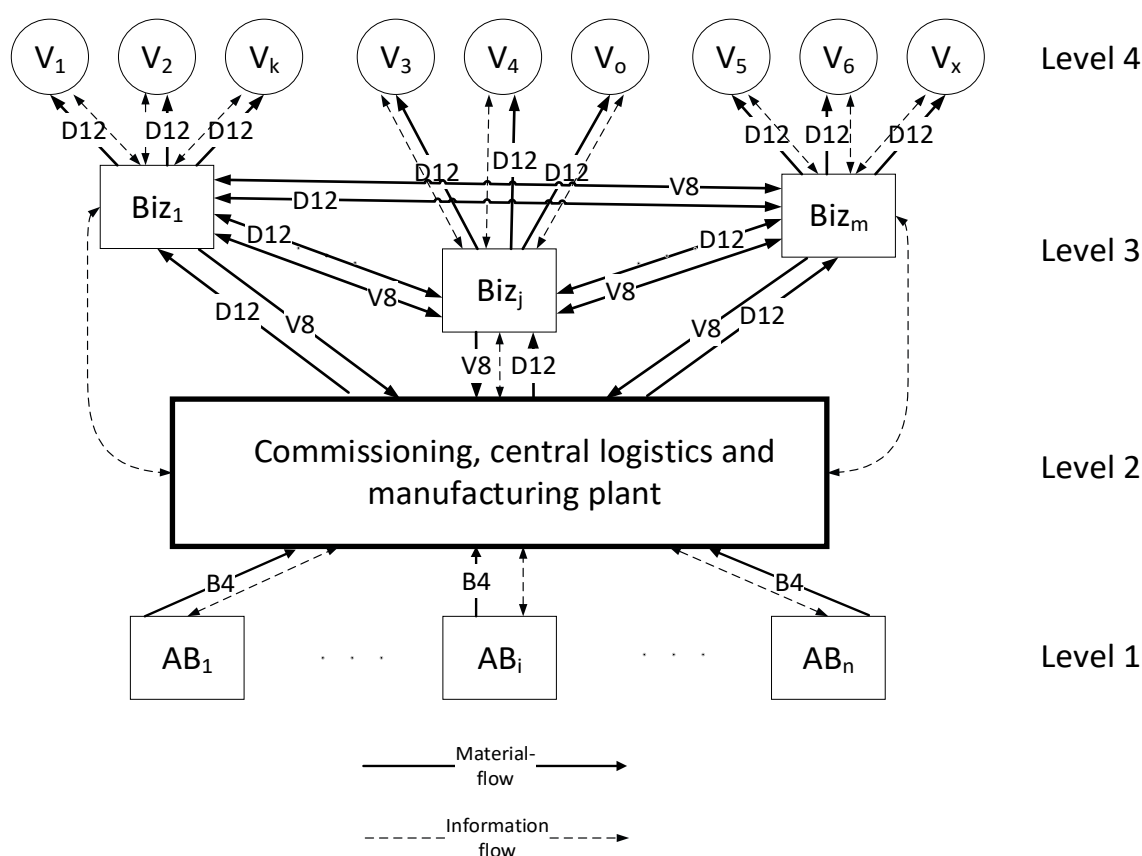 V1 V2 Vk V3 V4 Vo V5 V6 Vx Level 4
D12 D12 D12 D12 D12 D12 D12 D12 D12
Biz1 V8 Bizm
D12
D12 D12 Level 3
V8 Bizj V8
D12 V8 V8 D12
V8 D12
Commissioning, central logistics and
manufacturing plant
Level 2
B4 B4 B4
AB1 . . . ABi . . . ABn Level 1
Material-
flow
Information
flow